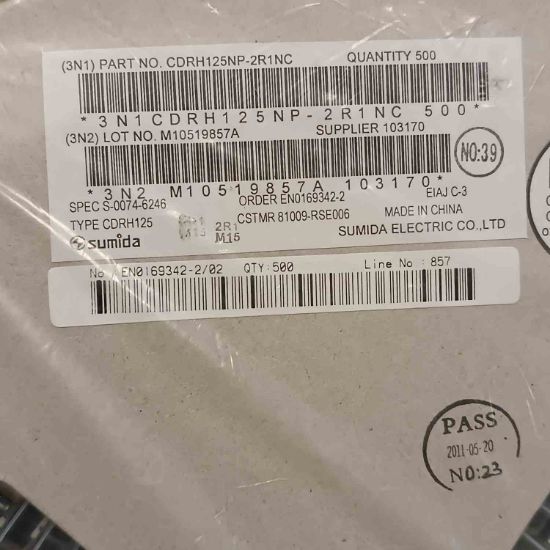 (3N1) PART NO. CDRH125NP-2R1NC QUANTITY 500
*3N1CDRH125NP-2R1NC 500*
(3N2) LOT NO. M10519857A SUPPLIER 103170
NO:39
*3N2 M10519857A 103170*
SPEC S-0074-6246 ORDER EN0169342-2 EIAJ C-3
TYPE CDRH125 2R1 CSTMR 81009-RSE006 MADE IN CHINA
M15
sumida SUMIDA ELECTRIC CO.,LTD
No / EN0169342-2/02 QTY:500 Line No : 857
PASS
2011-05-20
NO:23